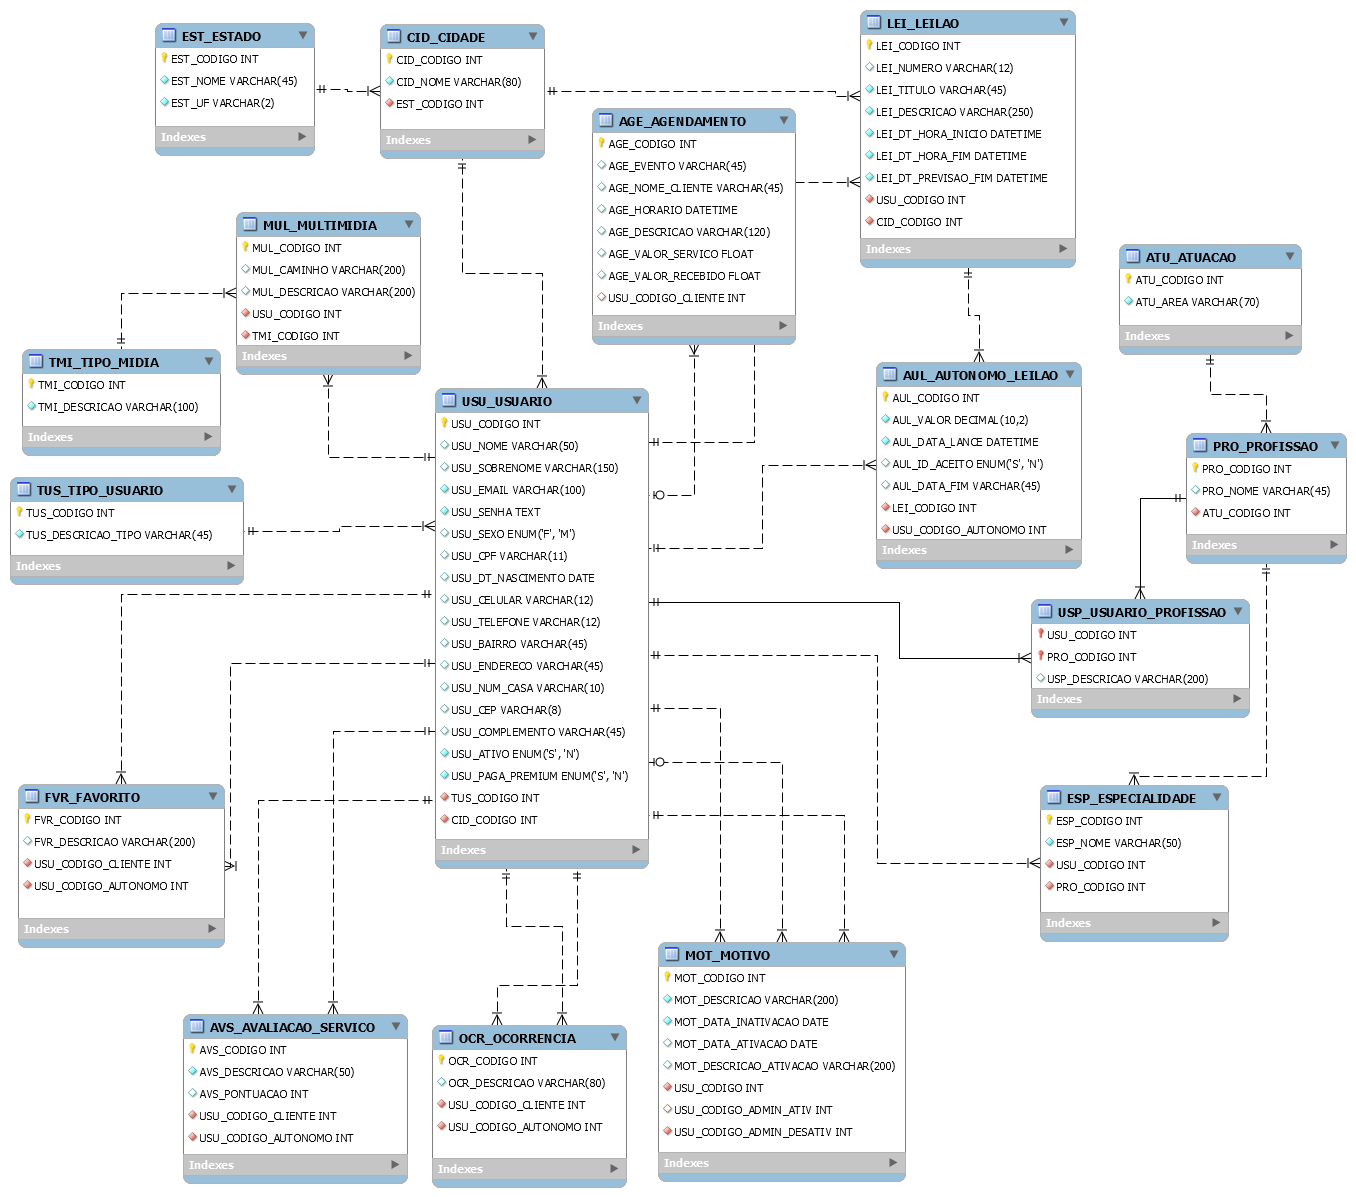 EST_ESTADO
EST_CODIGO INT
EST_NOME VARCHAR(45)
EST_UF VARCHAR(2)
Indexes
CID_CIDADE
CID_CODIGO INT
CID_NOME VARCHAR(80)
EST_CODIGO INT
Indexes
LEI_LEILAO
LEI_CODIGO INT
LEI_NUMERO VARCHAR(12)
LEI_TITULO VARCHAR(45)
LEI_DESCRICAO VARCHAR(250)
LEI_DT_HORA_INICIO DATETIME
LEI_DT_HORA_FIM DATETIME
LEI_DT_PREVISAO_FIM DATETIME
USU_CODIGO INT
CID_CODIGO INT
Indexes
AGE_AGENDAMENTO
AGE_CODIGO INT
AGE_EVENTO VARCHAR(45)
AGE_NOME_CLIENTE VARCHAR(45)
AGE_HORARIO DATETIME
AGE_DESCRICAO VARCHAR(120)
AGE_VALOR_SERVICO FLOAT
AGE_VALOR_RECEBIDO FLOAT
USU_CODIGO_CLIENTE INT
Indexes
MUL_MULTIMIDIA
MUL_CODIGO INT
MUL_CAMINHO VARCHAR(200)
MUL_DESCRICAO VARCHAR(200)
USU_CODIGO INT
TMI_CODIGO INT
Indexes
ATU_ATUACAO
ATU_CODIGO INT
ATU_AREA VARCHAR(70)
Indexes
TMI_TIPO_MIDIA
TMI_CODIGO INT
TMI_DESCRICAO VARCHAR(100)
Indexes
AUL_AUTONOMO_LEILAO
AUL_CODIGO INT
AUL_VALOR DECIMAL(10,2)
AUL_DATA_LANCE DATETIME
AUL_ID_ACEITO ENUM('S', 'N')
AUL_DATA_FIM VARCHAR(45)
LEI_CODIGO INT
USU_CODIGO_AUTONOMO INT
Indexes
USU_USUARIO
USU_CODIGO INT
USU_NOME VARCHAR(50)
USU_SOBRENOME VARCHAR(150)
USU_EMAIL VARCHAR(100)
USU_SENHA TEXT
USU_SEXO ENUM('F', 'M')
USU_CPF VARCHAR(11)
USU_DT_NASCIMENTO DATE
USU_CELULAR VARCHAR(12)
USU_TELEFONE VARCHAR(12)
USU_BAIRRO VARCHAR(45)
USU_ENDERECO VARCHAR(45)
USU_NUM_CASA VARCHAR(10)
USU_CEP VARCHAR(8)
USU_COMPLEMENTO VARCHAR(45)
USU_ATIVO ENUM('S', 'N')
USU_PAGA_PREMIUM ENUM('S', 'N')
TUS_CODIGO INT
CID_CODIGO INT
Indexes
PRO_PROFISSAO
PRO_CODIGO INT
PRO_NOME VARCHAR(45)
ATU_CODIGO INT
Indexes
TUS_TIPO_USUARIO
TUS_CODIGO INT
TUS_DESCRICAO_TIPO VARCHAR(45)
Indexes
USP_USUARIO_PROFISSAO
USU_CODIGO INT
PRO_CODIGO INT
USP_DESCRICAO VARCHAR(200)
Indexes
FVR_FAVORITO
FVR_CODIGO INT
FVR_DESCRICAO VARCHAR(200)
USU_CODIGO_CLIENTE INT
USU_CODIGO_AUTONOMO INT
Indexes
ESP_ESPECIALIDADE
ESP_CODIGO INT
ESP_NOME VARCHAR(50)
USU_CODIGO INT
PRO_CODIGO INT
Indexes
AVS_AVALIACAO_SERVICO
AVS_CODIGO INT
AVS_DESCRICAO VARCHAR(50)
AVS_PONTUACAO INT
USU_CODIGO_CLIENTE INT
USU_CODIGO_AUTONOMO INT
Indexes
OCR_OCORRENCIA
OCR_CODIGO INT
OCR_DESCRICAO VARCHAR(80)
USU_CODIGO_CLIENTE INT
USU_CODIGO_AUTONOMO INT
Indexes
MOT_MOTIVO
MOT_CODIGO INT
MOT_DESCRICAO VARCHAR(200)
MOT_DATA_INATIVACAO DATE
MOT_DATA_ATIVACAO DATE
MOT_DESCRICAO_ATIVACAO VARCHAR(200)
USU_CODIGO INT
USU_CODIGO_ADMIN_ATIV INT
USU_CODIGO_ADMIN_DESATIV INT
Indexes